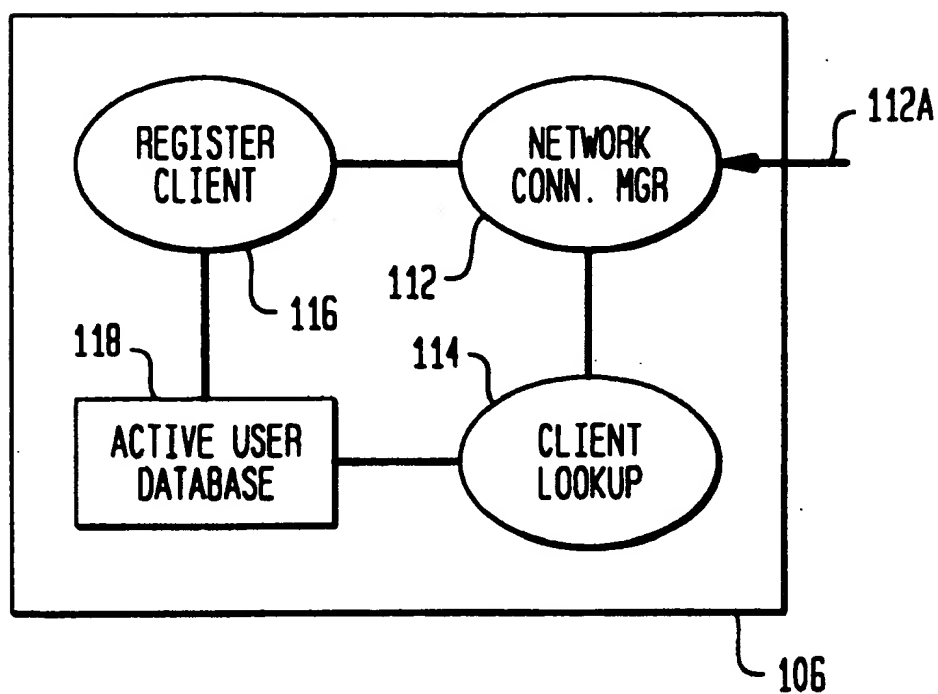 REGISTER
CLIENT
NETWORK
CONN. MGR
112A
112
116
118
114
ACTIVE USER
DATABASE
CLIENT
LOOKUP
106